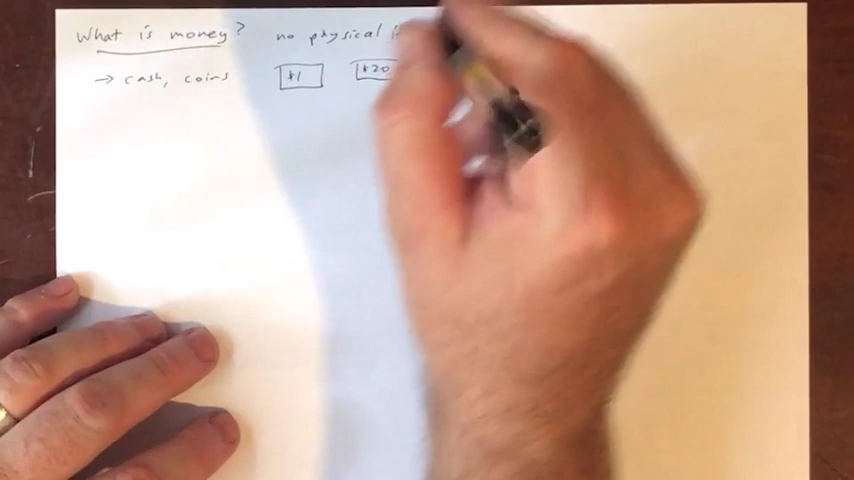 What is money? no physical
→ cash, coins $1 $20